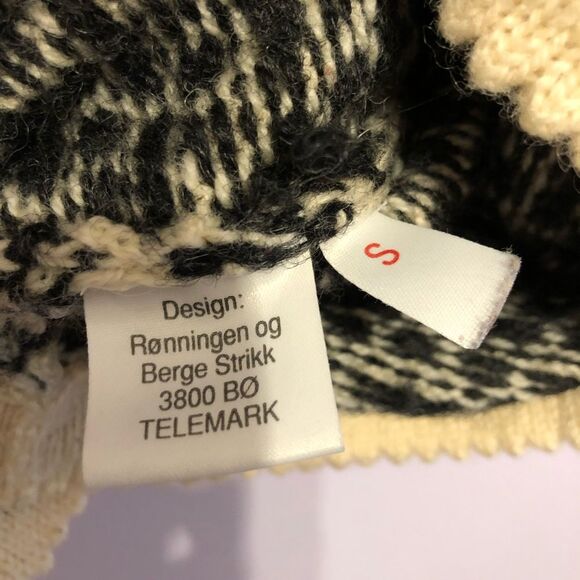 Design:
Rønningen og
Berge Strikk
3800 BØ
TELEMARK
S